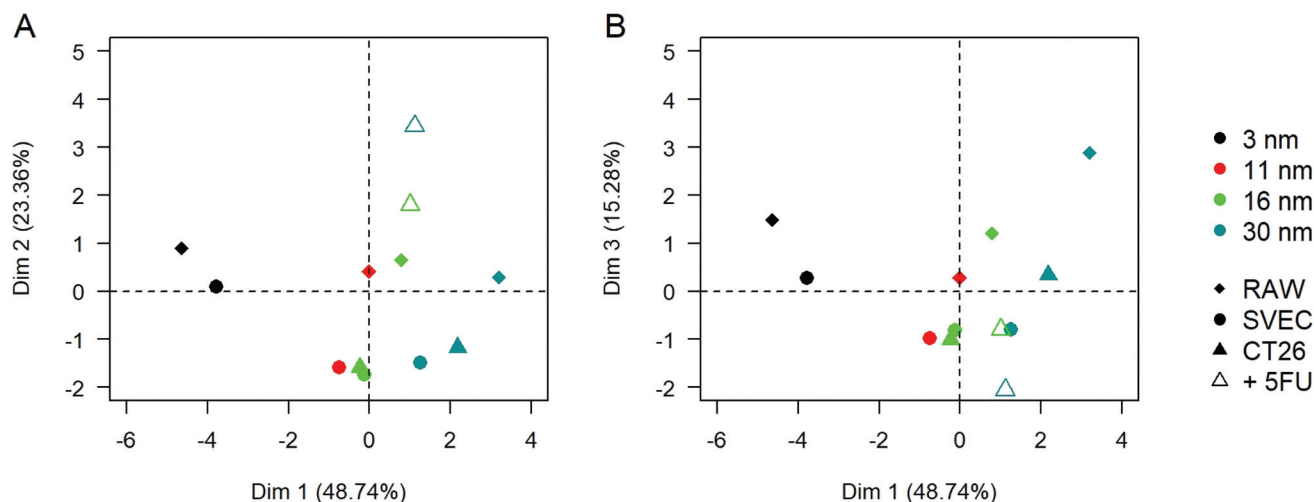 A
5
4
3
2
1
0
-1
-2
Dim 2 (23.36%)
-6
-4
-2
0
2
4
Dim 1 (48.74%)
B
5
4
3
2
1
0
-1
-2
Dim 3 (15.28%)
-6
-4
-2
0
2
4
Dim 1 (48.74%)
3 nm
11 nm
16 nm
30 nm
RAW
SVEC
CT26
+ 5FU